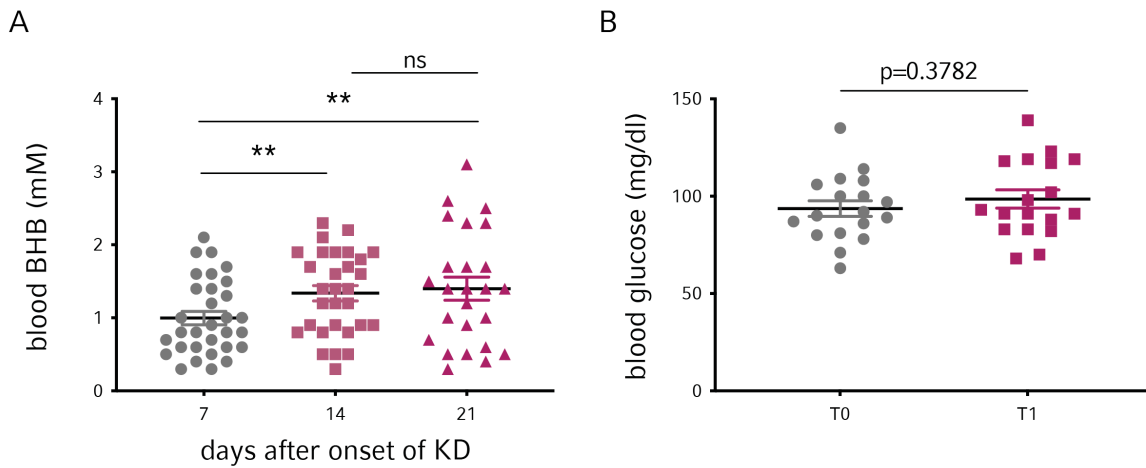 A
ns
**
**
4
3
2
1
0
blood BHB (mM)
7 14 21
days after onset of KD
B
p=0.3782
150
100
50
0
blood glucose (mg/dl)
T0 T1